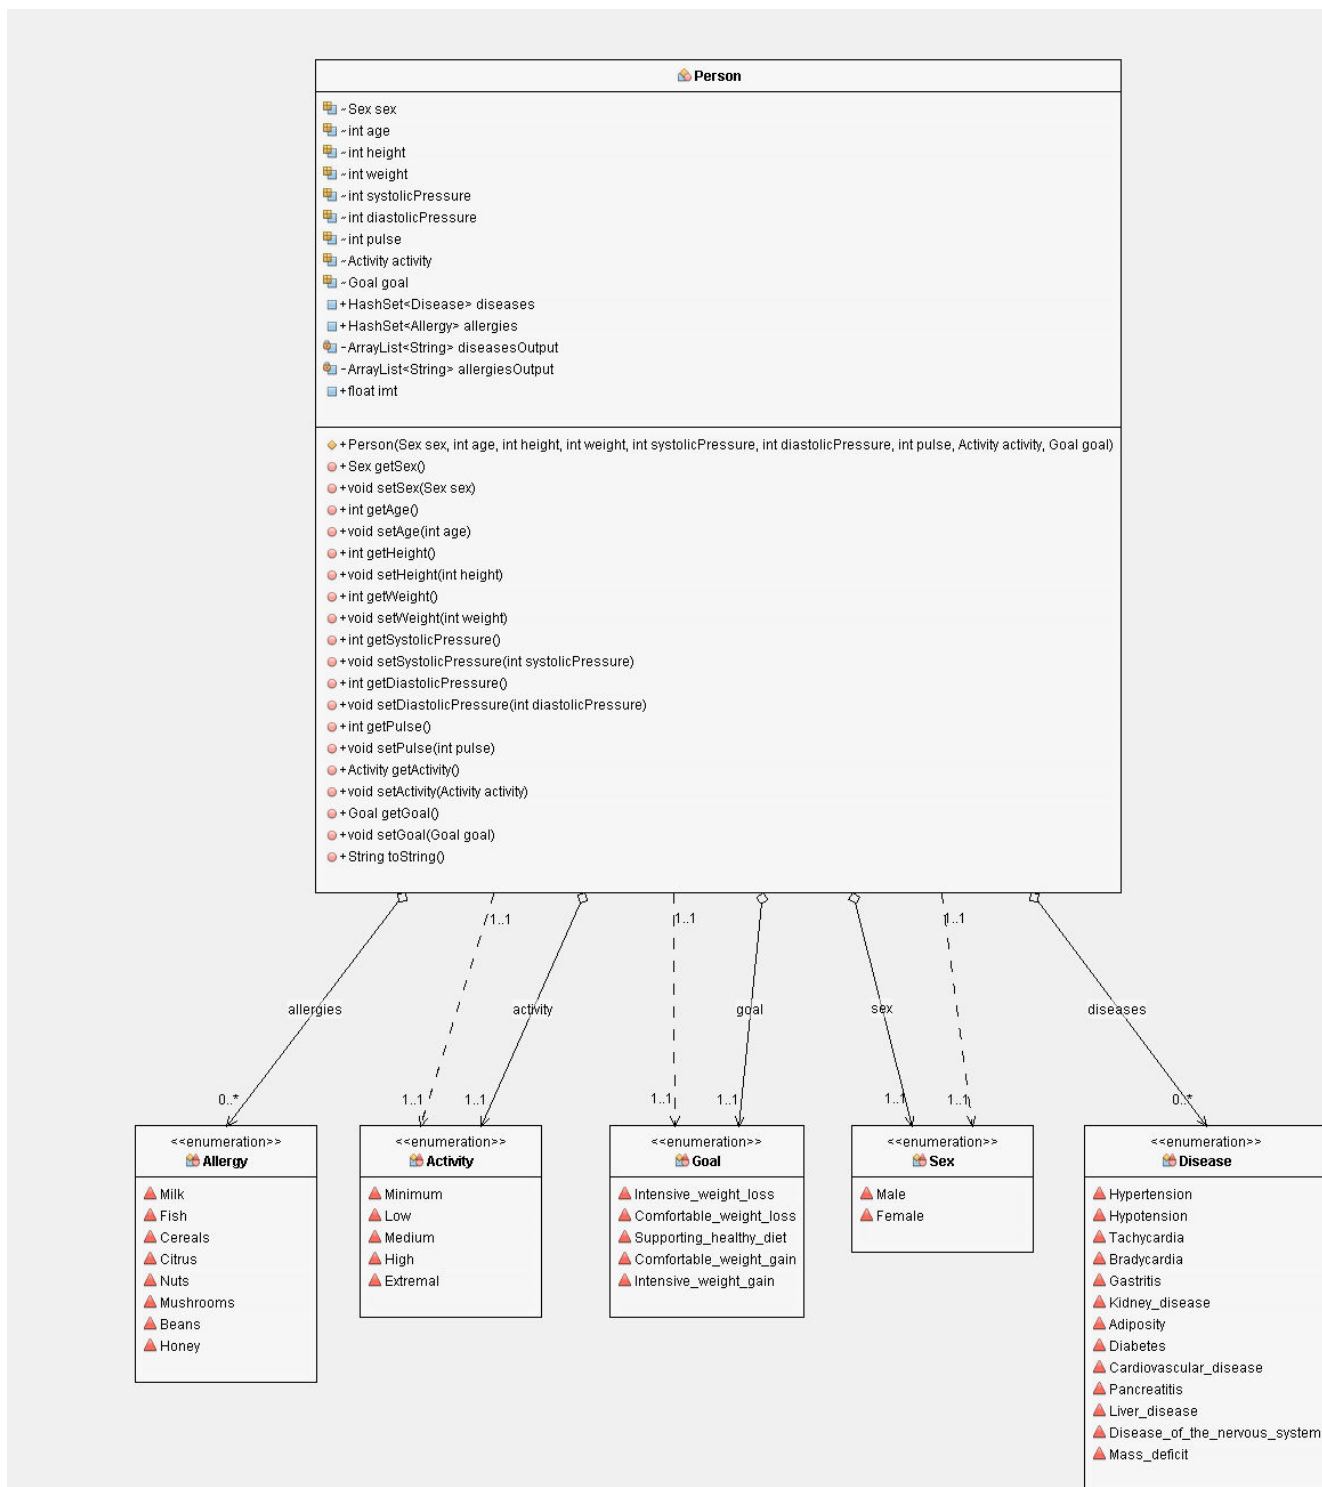 Person
~Sex sex
~int age
~int height
~int weight
~int systolicPressure
~int diastolicPressure
~int pulse
~Activity activity
~Goal goal
+HashSet<Disease> diseases
+HashSet<Allergy> allergies
-ArrayList<String> diseasesOutput
-ArrayList<String> allergiesOutput
+float imt
+Person(Sex sex, int age, int height, int weight, int systolicPressure, int diastolicPressure, int pulse, Activity activity, Goal goal)
+Sex getSex()
+void setSex(Sex sex)
+int getAge()
+void setAge(int age)
+int getHeight()
+void setHeight(int height)
+int getWeight()
+void setWeight(int weight)
+int getSystolicPressure()
+void setSystolicPressure(int systolicPressure)
+int getDiastolicPressure()
+void setDiastolicPressure(int diastolicPressure)
+int getPulse()
+void setPulse(int pulse)
+Activity getActivity()
+void setActivity(Activity activity)
+Goal getGoal()
+void setGoal(Goal goal)
+String toString()
1..1 1..1 1..1
allergies activity goal sex diseases
0..* 1..1 1..1 1..1 1..1 1..1 1..1 0..*
<<enumeration>>
Allergy
Milk
Fish
Cereals
Citrus
Nuts
Mushrooms
Beans
Honey
<<enumeration>>
Activity
Minimum
Low
Medium
High
Extremal
<<enumeration>>
Goal
Intensive_weight_loss
Comfortable_weight_loss
Supporting_healthy_diet
Comfortable_weight_gain
Intensive_weight_gain
<<enumeration>>
Sex
Male
Female
<<enumeration>>
Disease
Hypertension
Hypotension
Tachycardia
Bradycardia
Gastritis
Kidney_disease
Adiposity
Diabetes
Cardiovascular_disease
Pancreatitis
Liver_disease
Disease_of_the_nervous_system
Mass_deficit